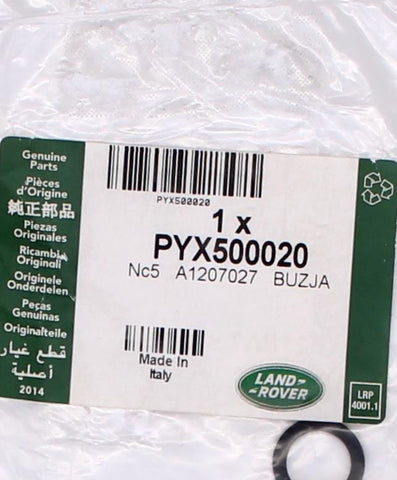 Genuine
Parts
Pièces
d'Origine
純正部品
Piezas
Originales
Ricambi
Originali
Originele
Onderdelen
Peças
Genuinas
Originalteile
قطع غيار
أصلية
2014
PYX500020
1 x
PYX500020
Nc5 A1207027 BUZJA
Made In
Italy
LAND
ROVER
LRP
4001.1